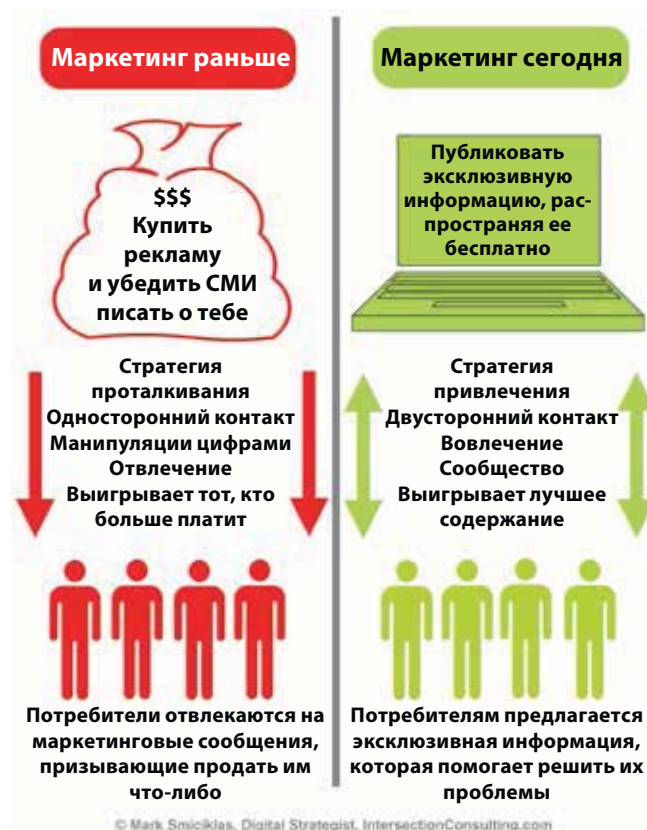 Маркетинг раньше
$$$
Купить
рекламу
и убедить СМИ
писать о тебе
Стратегия
проталкивания
Односторонний контакт
Манипуляции цифрами
Отвлечение
Выигрывает тот, кто
больше платит
Потребители отвлекаются на
маркетинговые сообщения,
призывающие продать им
что-либо
Маркетинг сегодня
Публиковать
эксклюзивную
информацию, рас-
пространяя ее
бесплатно
Стратегия
привлечения
Двусторонний контакт
Вовлечение
Сообщество
Выигрывает лучшее
содержание
Потребителям предлагается
эксклюзивная информация,
которая помогает решить их
проблемы
© Mark Smiciklas, Digital Strategist, IntersectionConsulting.com